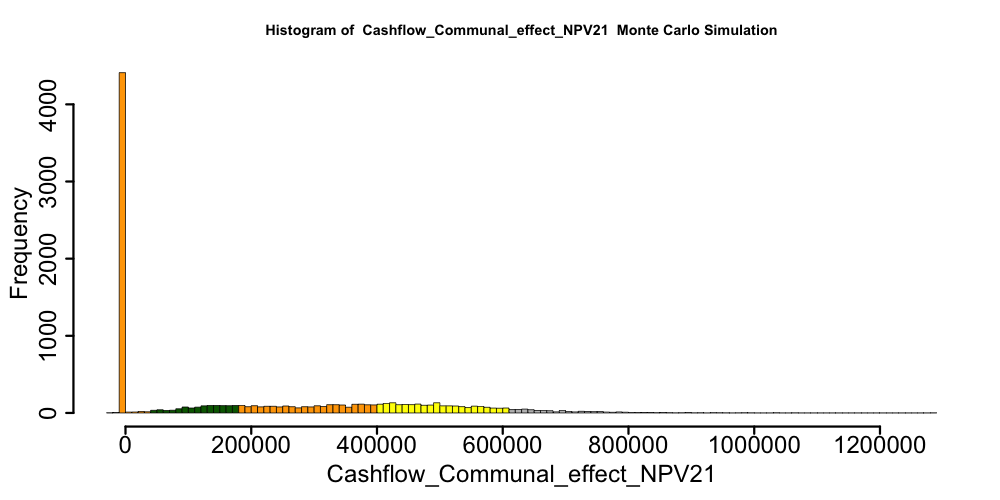 Histogram of  Cashflow_Communal_effect_NPV21  Monte Carlo Simulation
Frequency
4000
3000
2000
1000
0
0 200000 400000 600000 800000 1000000 1200000
Cashflow_Communal_effect_NPV21